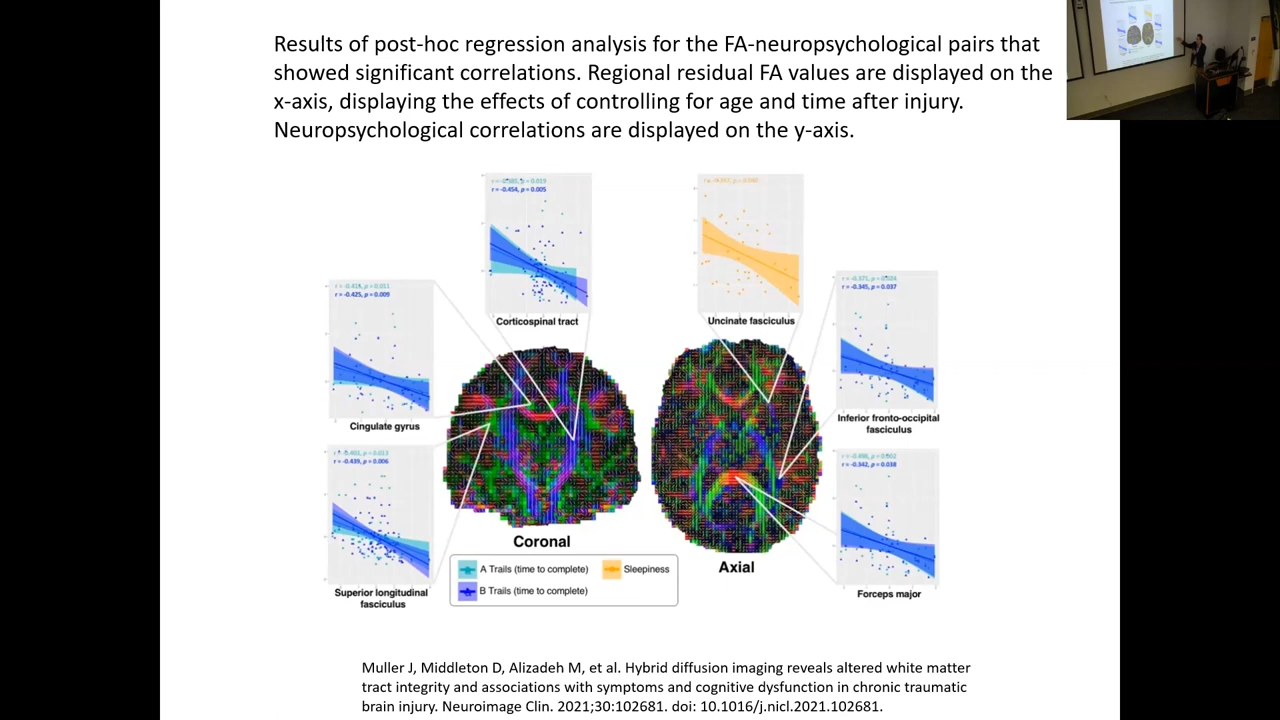 Results of post-hoc regression analysis for the FA-neuropsychological pairs that
showed significant correlations. Regional residual FA values are displayed on the
x-axis, displaying the effects of controlling for age and time after injury.
Neuropsychological correlations are displayed on the y-axis.
r = -0.454, p = 0.005
Corticospinal tract
Uncinate fasciculus
r = -0.425, p = 0.009
Cingulate gyrus
r = -0.345, p = 0.037
Inferior fronto-occipital
fasciculus
r = -0.439, p = 0.006
Superior longitudinal
fasciculus
r = -0.342, p = 0.038
Forceps major
Coronal
Axial
A Trails (time to complete)
Sleepiness
B Trails (time to complete)
Muller J, Middleton D, Alizadeh M, et al. Hybrid diffusion imaging reveals altered white matter
tract integrity and associations with symptoms and cognitive dysfunction in chronic traumatic
brain injury. Neuroimage Clin. 2021;30:102681. doi: 10.1016/j.nicl.2021.102681.